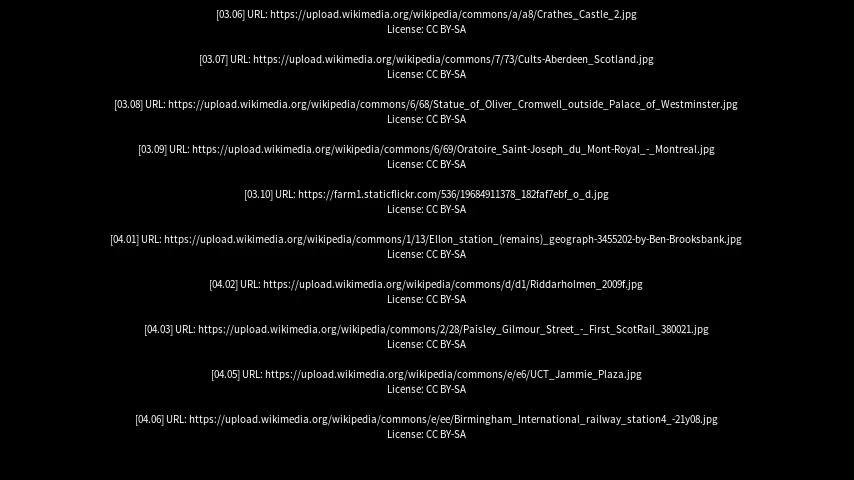 [03.06] URL: https://upload.wikimedia.org/wikipedia/commons/a/a8/Crathes_Castle_2.jpg
License: CC BY-SA
[03.07] URL: https://upload.wikimedia.org/wikipedia/commons/7/73/Cults-Aberdeen_Scotland.jpg
License: CC BY-SA
[03.08] URL: https://upload.wikimedia.org/wikipedia/commons/6/68/Statue_of_Oliver_Cromwell_outside_Palace_of_Westminster.jpg
License: CC BY-SA
[03.09] URL: https://upload.wikimedia.org/wikipedia/commons/6/69/Oratoire_Saint-Joseph_du_Mont-Royal_-_Montreal.jpg
License: CC BY-SA
[03.10] URL: https://farm1.staticflickr.com/536/19684911378_182faf7ebf_o_d.jpg
License: CC BY-SA
[04.01] URL: https://upload.wikimedia.org/wikipedia/commons/1/13/Ellon_station_(remains)_geograph-3455202-by-Ben-Brooksbank.jpg
License: CC BY-SA
[04.02] URL: https://upload.wikimedia.org/wikipedia/commons/d/d1/Riddarholmen_2009f.jpg
License: CC BY-SA
[04.03] URL: https://upload.wikimedia.org/wikipedia/commons/2/28/Paisley_Gilmour_Street_-_First_ScotRail_380021.jpg
License: CC BY-SA
[04.05] URL: https://upload.wikimedia.org/wikipedia/commons/e/e6/UCT_Jammie_Plaza.jpg
License: CC BY-SA
[04.06] URL: https://upload.wikimedia.org/wikipedia/commons/e/ee/Birmingham_International_railway_station4_-21y08.jpg
License: CC BY-SA